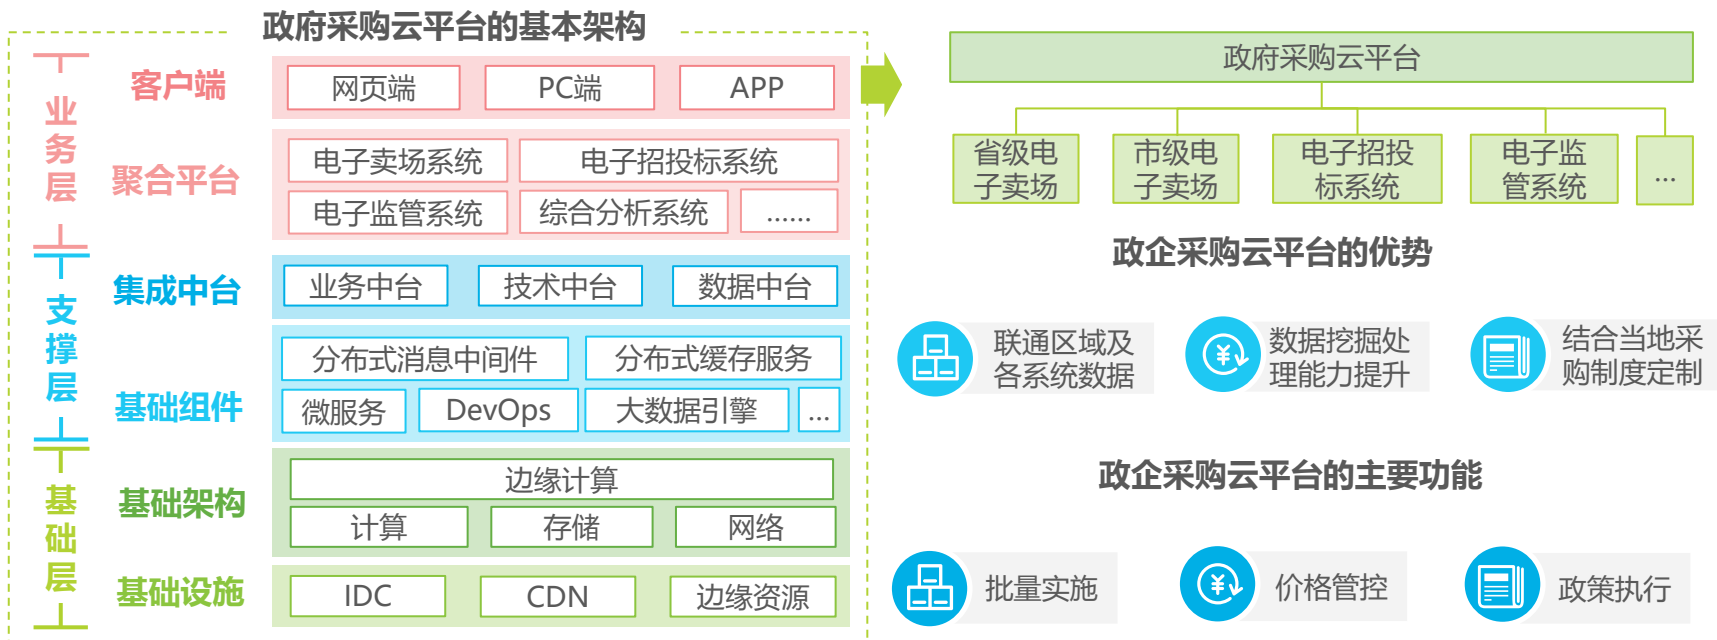 政府采购云平台的基本架构
业务层
客户端
网页端
PC端
APP
聚合平台
电子卖场系统
电子招投标系统
电子监管系统
综合分析系统
……
支撑层
集成中台
业务中台
技术中台
数据中台
基础组件
分布式消息中间件
分布式缓存服务
微服务
DevOps
大数据引擎
...
基础层
基础架构
边缘计算
计算
存储
网络
基础设施
IDC
CDN
边缘资源
政府采购云平台
省级电
子卖场
市级电
子卖场
电子招投
标系统
电子监
管系统
...
政企采购云平台的优势
联通区域及
各系统数据
数据挖掘处
理能力提升
结合当地采
购制度定制
政企采购云平台的主要功能
批量实施
价格管控
政策执行